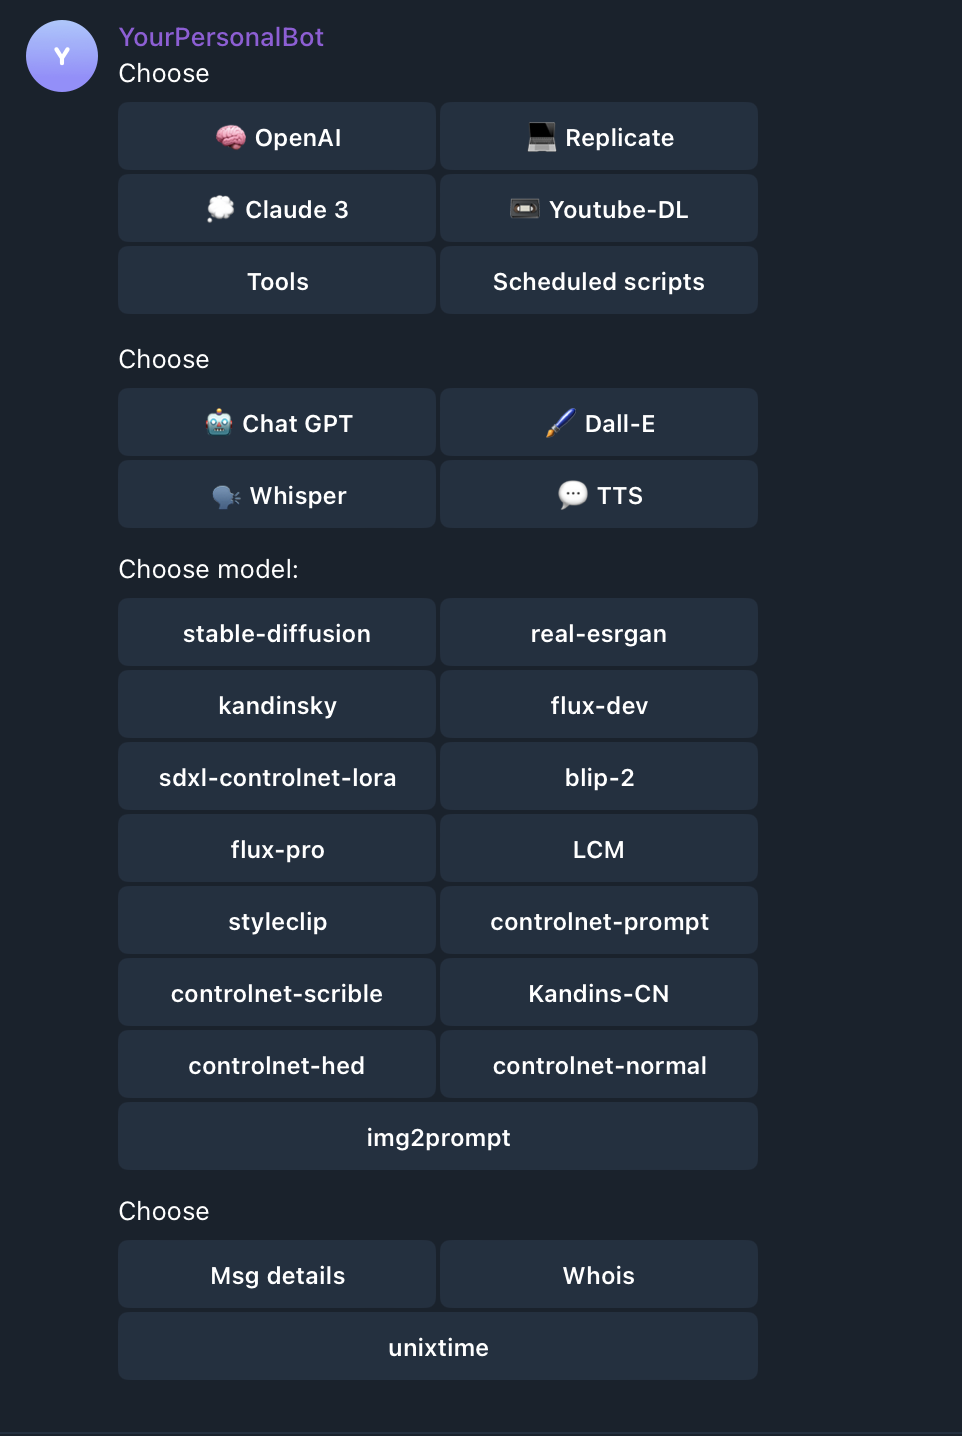 Y
YourPersonalBot
Choose
🧠 OpenAI
💻 Replicate
💭 Claude 3
📼 Youtube-DL
Tools
Scheduled scripts
Choose
🤖 Chat GPT
🖌 Dall-E
🗣 Whisper
💬 TTS
Choose model:
stable-diffusion
real-esrgan
kandinsky
flux-dev
sdxl-controlnet-lora
blip-2
flux-pro
LCM
styleclip
controlnet-prompt
controlnet-scrible
Kandins-CN
controlnet-hed
controlnet-normal
img2prompt
Choose
Msg details
Whois
unixtime